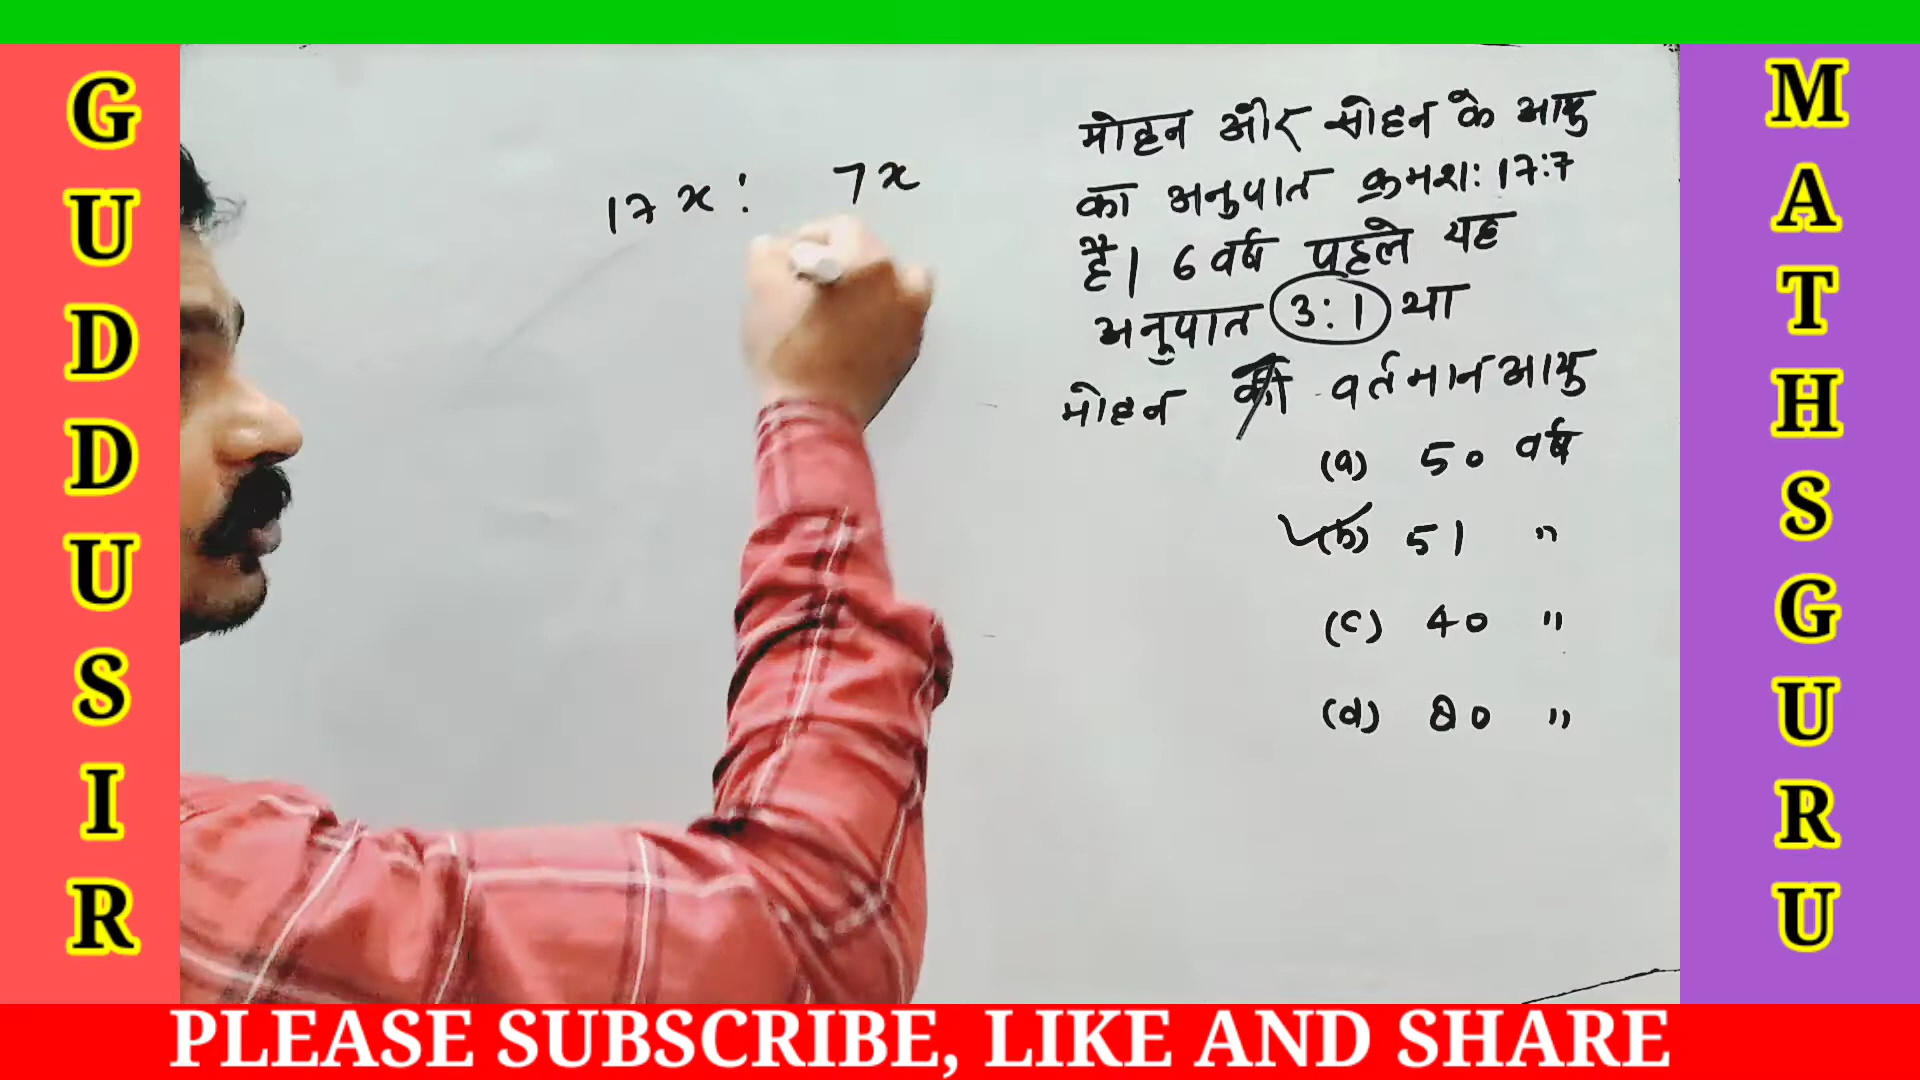 GUDDU SIR
17x : 7x
मोहन और सोहन के आयु
का अनुपात क्रमश: 17:7
है| 6 वर्ष पहले यह
अनुपात 3:1 था
मोहन की वर्तमान आयु
(a) 50 वर्ष
(b) 51 "
(c) 40 "
(d) 80 "
MATHS GURU
PLEASE SUBSCRIBE, LIKE AND SHARE